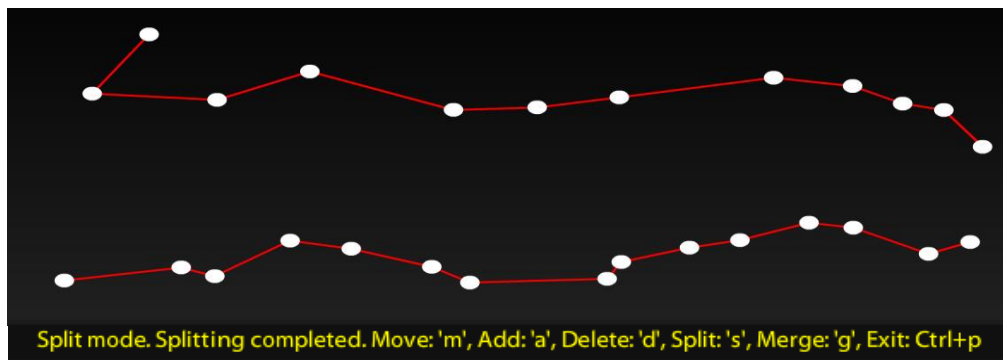 Split mode. Splitting completed. Move: 'm', Add: 'a', Delete: 'd', Split: 's', Merge: 'g', Exit: Ctrl+p